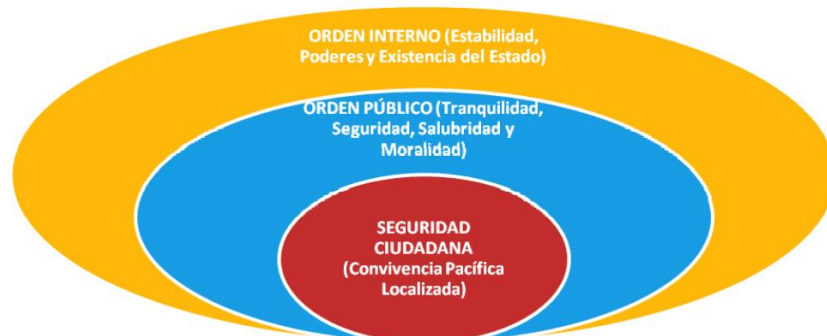 ORDEN INTERNO (Estabilidad,
Poderes y Existencia del Estado)
ORDEN PÚBLICO (Tranquilidad,
Seguridad, Salubridad y
Moralidad)
SEGURIDAD
CIUDADANA
(Convivencia Pacífica
Localizada)